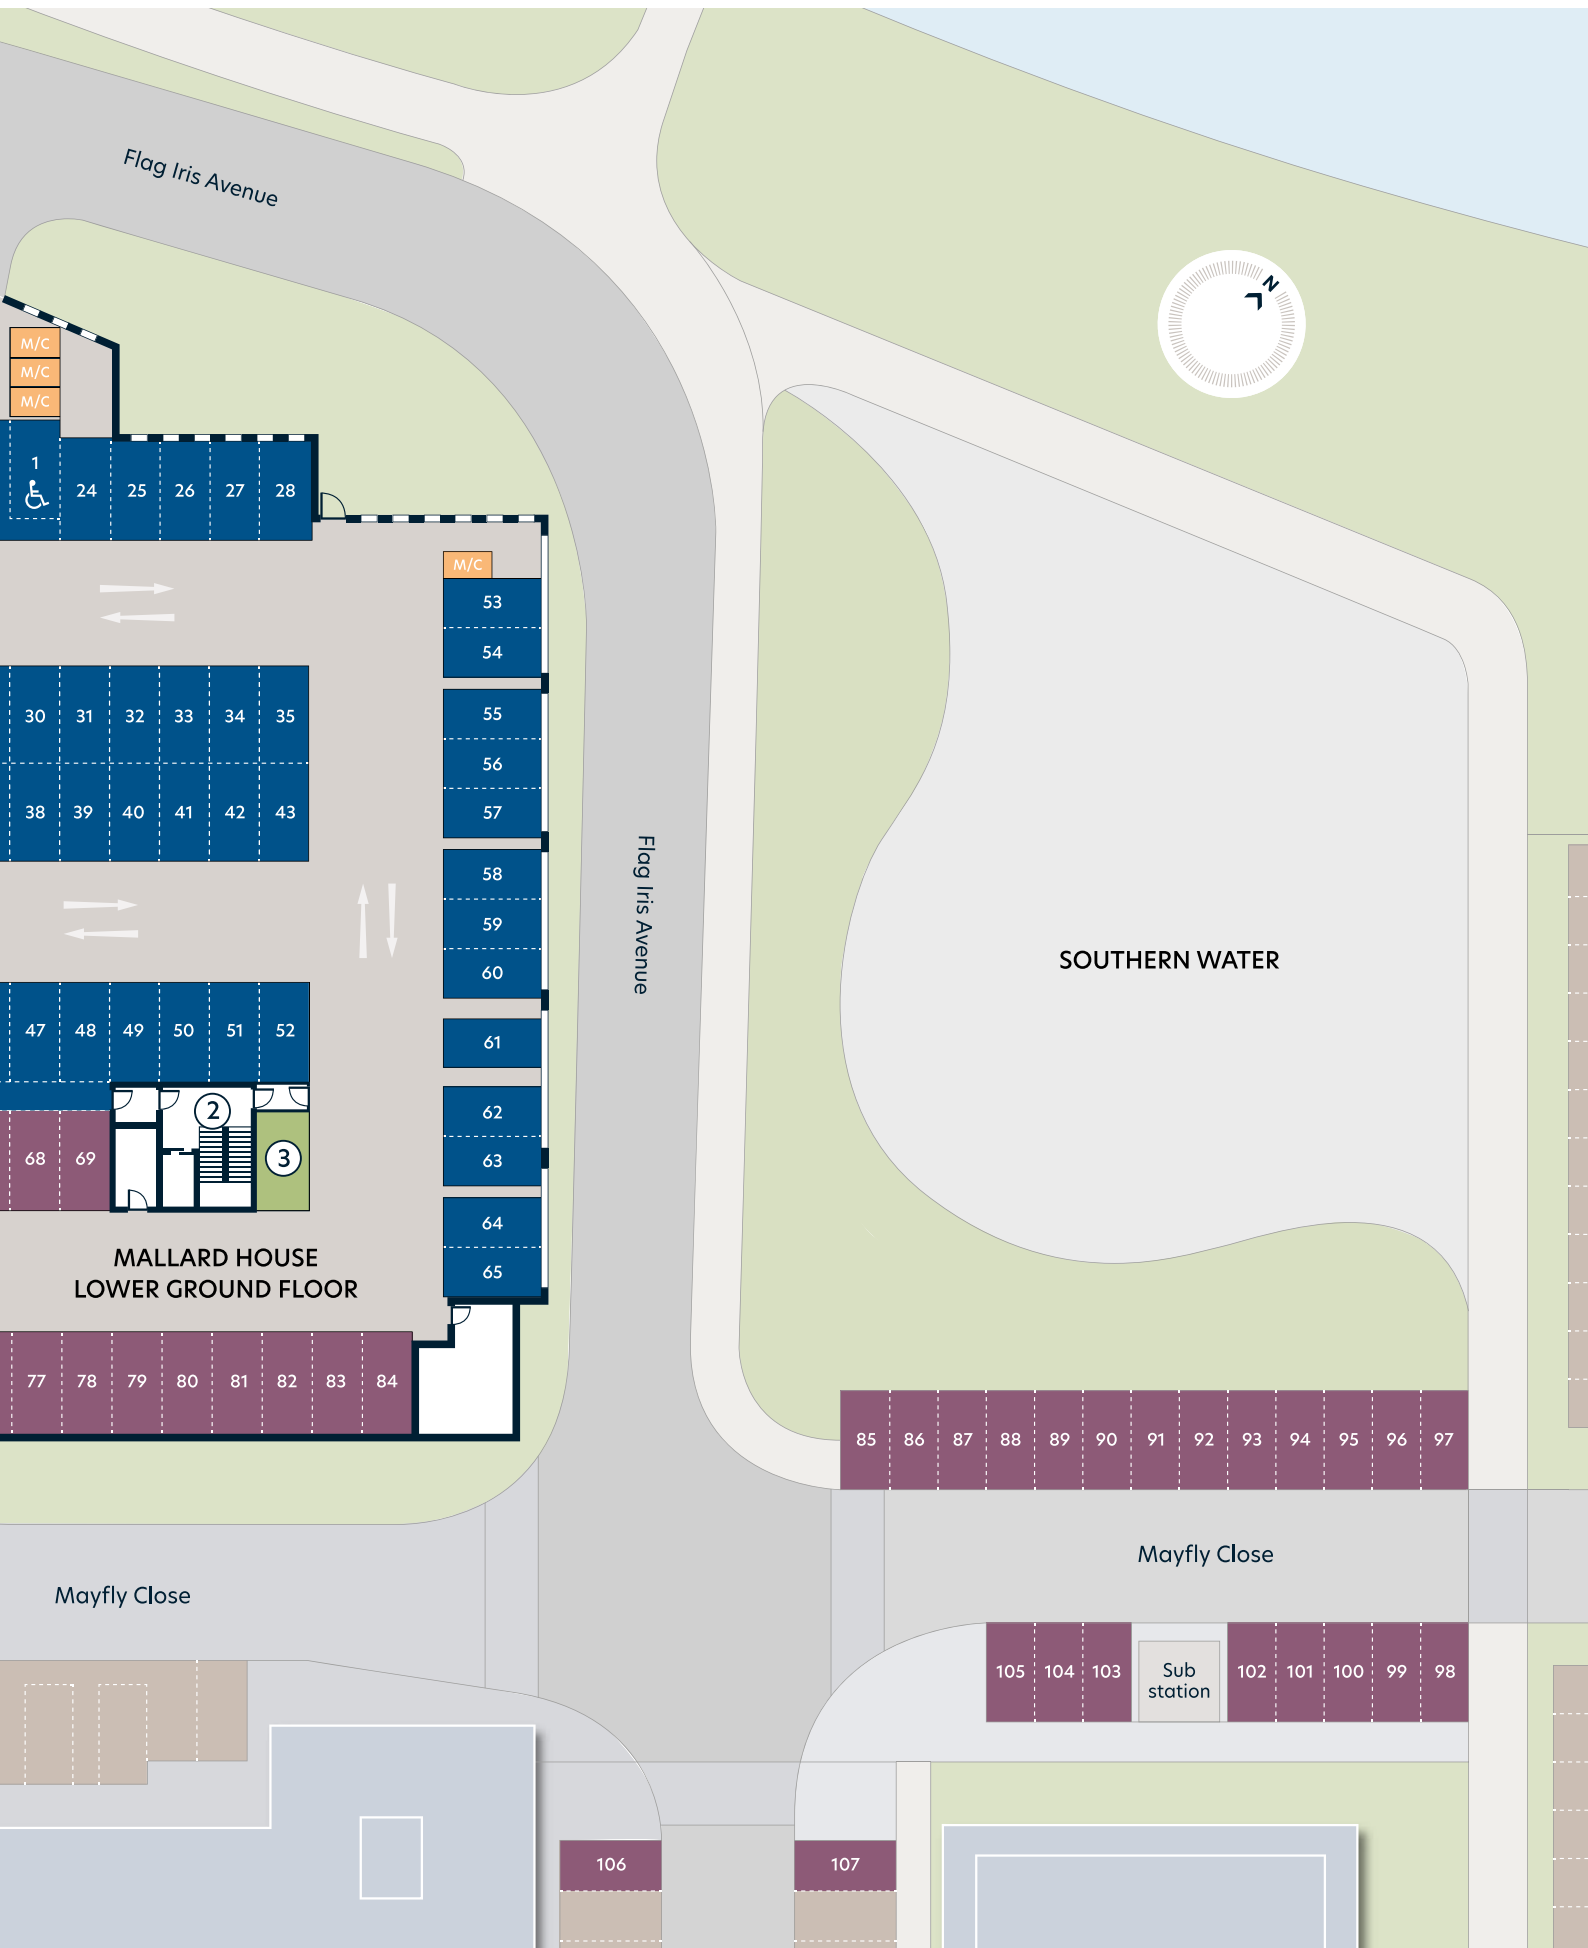 Flag Iris Avenue
N
M/C
M/C
M/C
1
24 25 26 27 28
M/C
53
54
30 31 32 33 34 35
55
56
57
38 39 40 41 42 43
Flag Iris Avenue
58
59
60
SOUTHERN WATER
47 48 49 50 51 52
61
62
63
2
3
68 69
64
65
MALLARD HOUSE
LOWER GROUND FLOOR
77 78 79 80 81 82 83 84
85 86 87 88 89 90 91 92 93 94 95 96 97
Mayfly Close
Mayfly Close
105 104 103
Sub
station
102 101 100 99 98
106
107